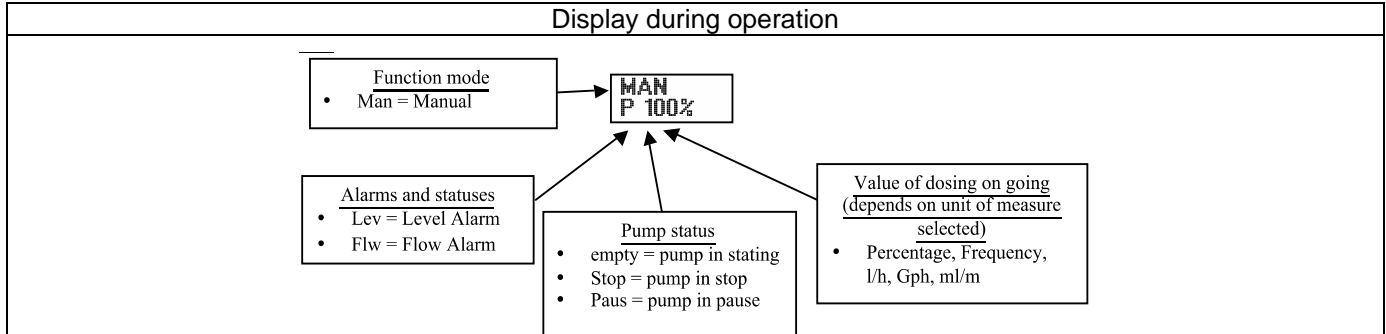 Display during operation
Function mode
• Man = Manual
MAN
P 100%
Alarms and statuses
• Lev = Level Alarm
• Flw = Flow Alarm
Pump status
• empty = pump in stating
• Stop = pump in stop
• Paus = pump in pause
Value of dosing on going
(depends on unit of measure
selected)
• Percentage, Frequency,
l/h, Gph, ml/m